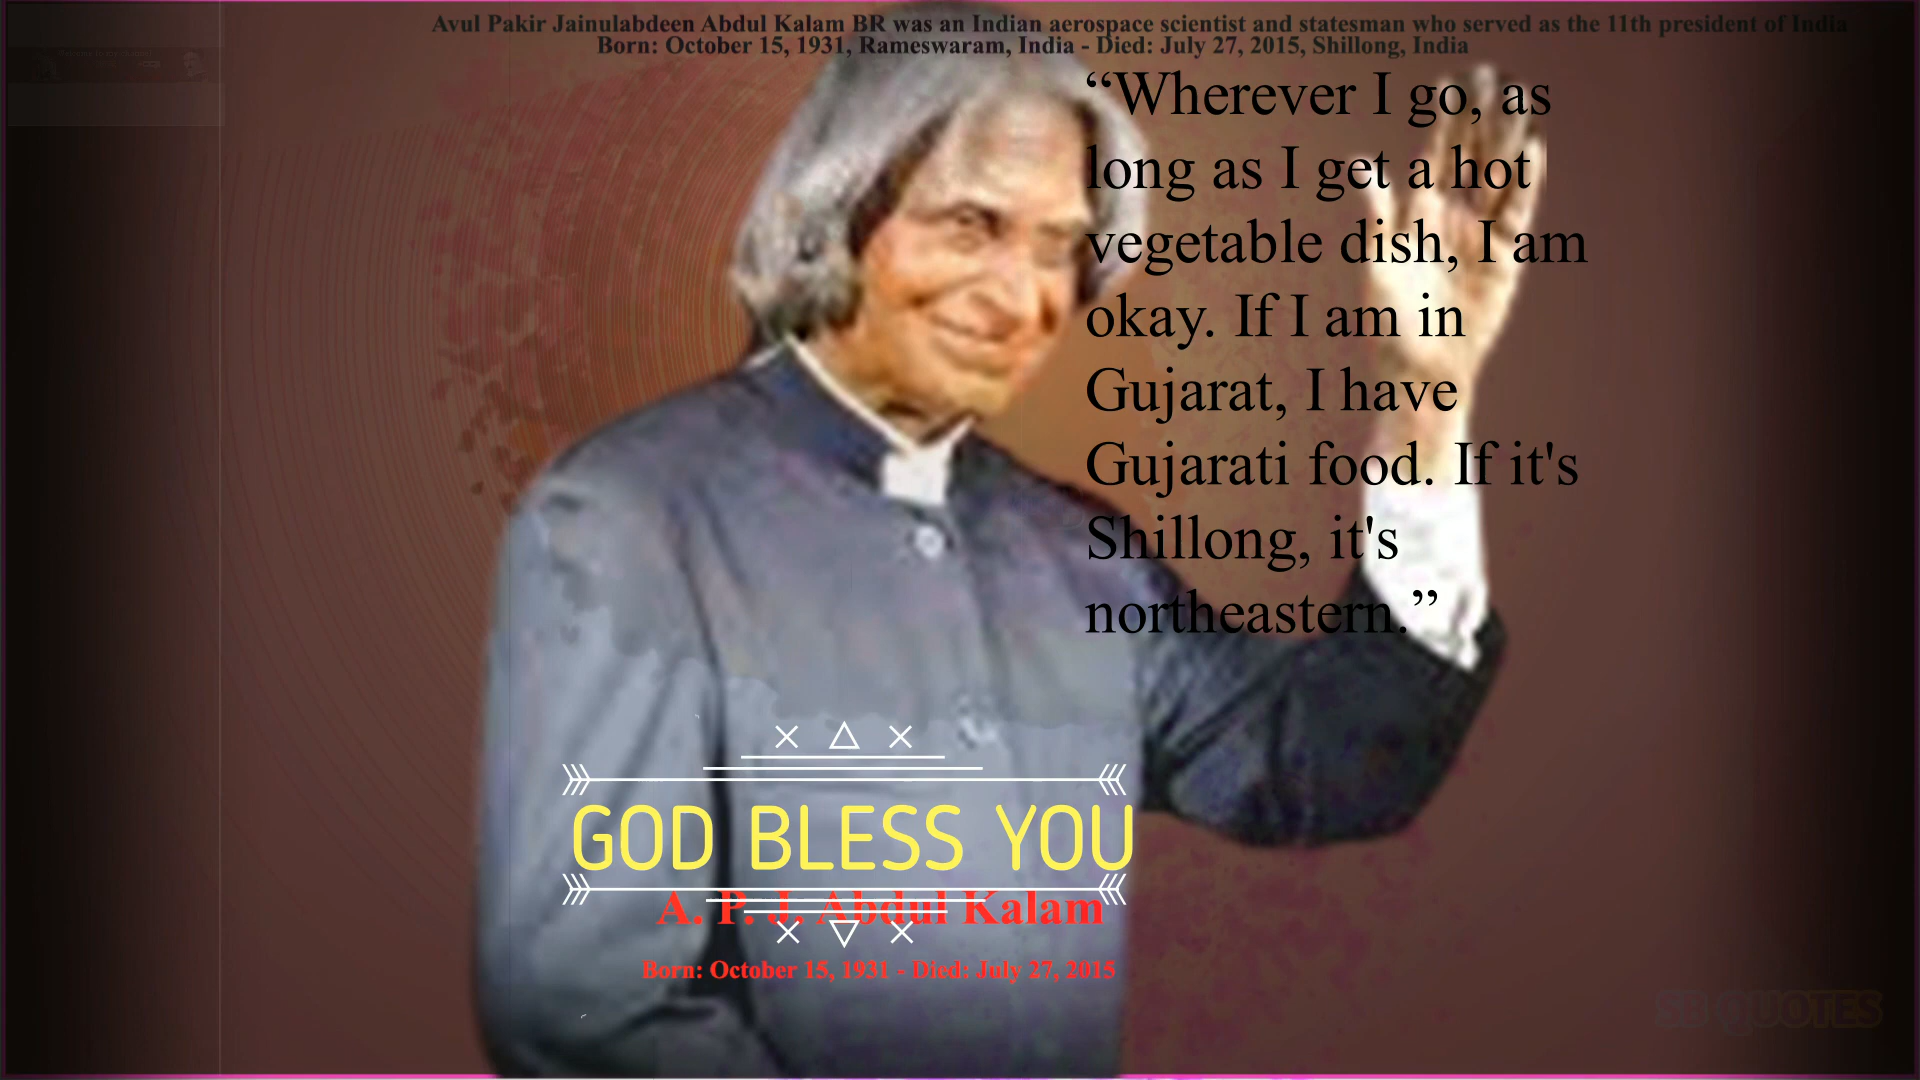 Avul Pakir Jainulabdeen Abdul Kalam BR was an Indian aerospace scientist and statesman who served as the 11th president of India
Born: October 15, 1931, Rameswaram, India - Died: July 27, 2015, Shillong, India
“Wherever I go, as
long as I get a hot
vegetable dish, I am
okay. If I am in
Gujarat, I have
Gujarati food. If it's
Shillong, it's
northeastern.”
GOD BLESS YOU
A. P. J. Abdul Kalam
Born: October 15, 1931 - Died: July 27, 2015
SB QUOTES